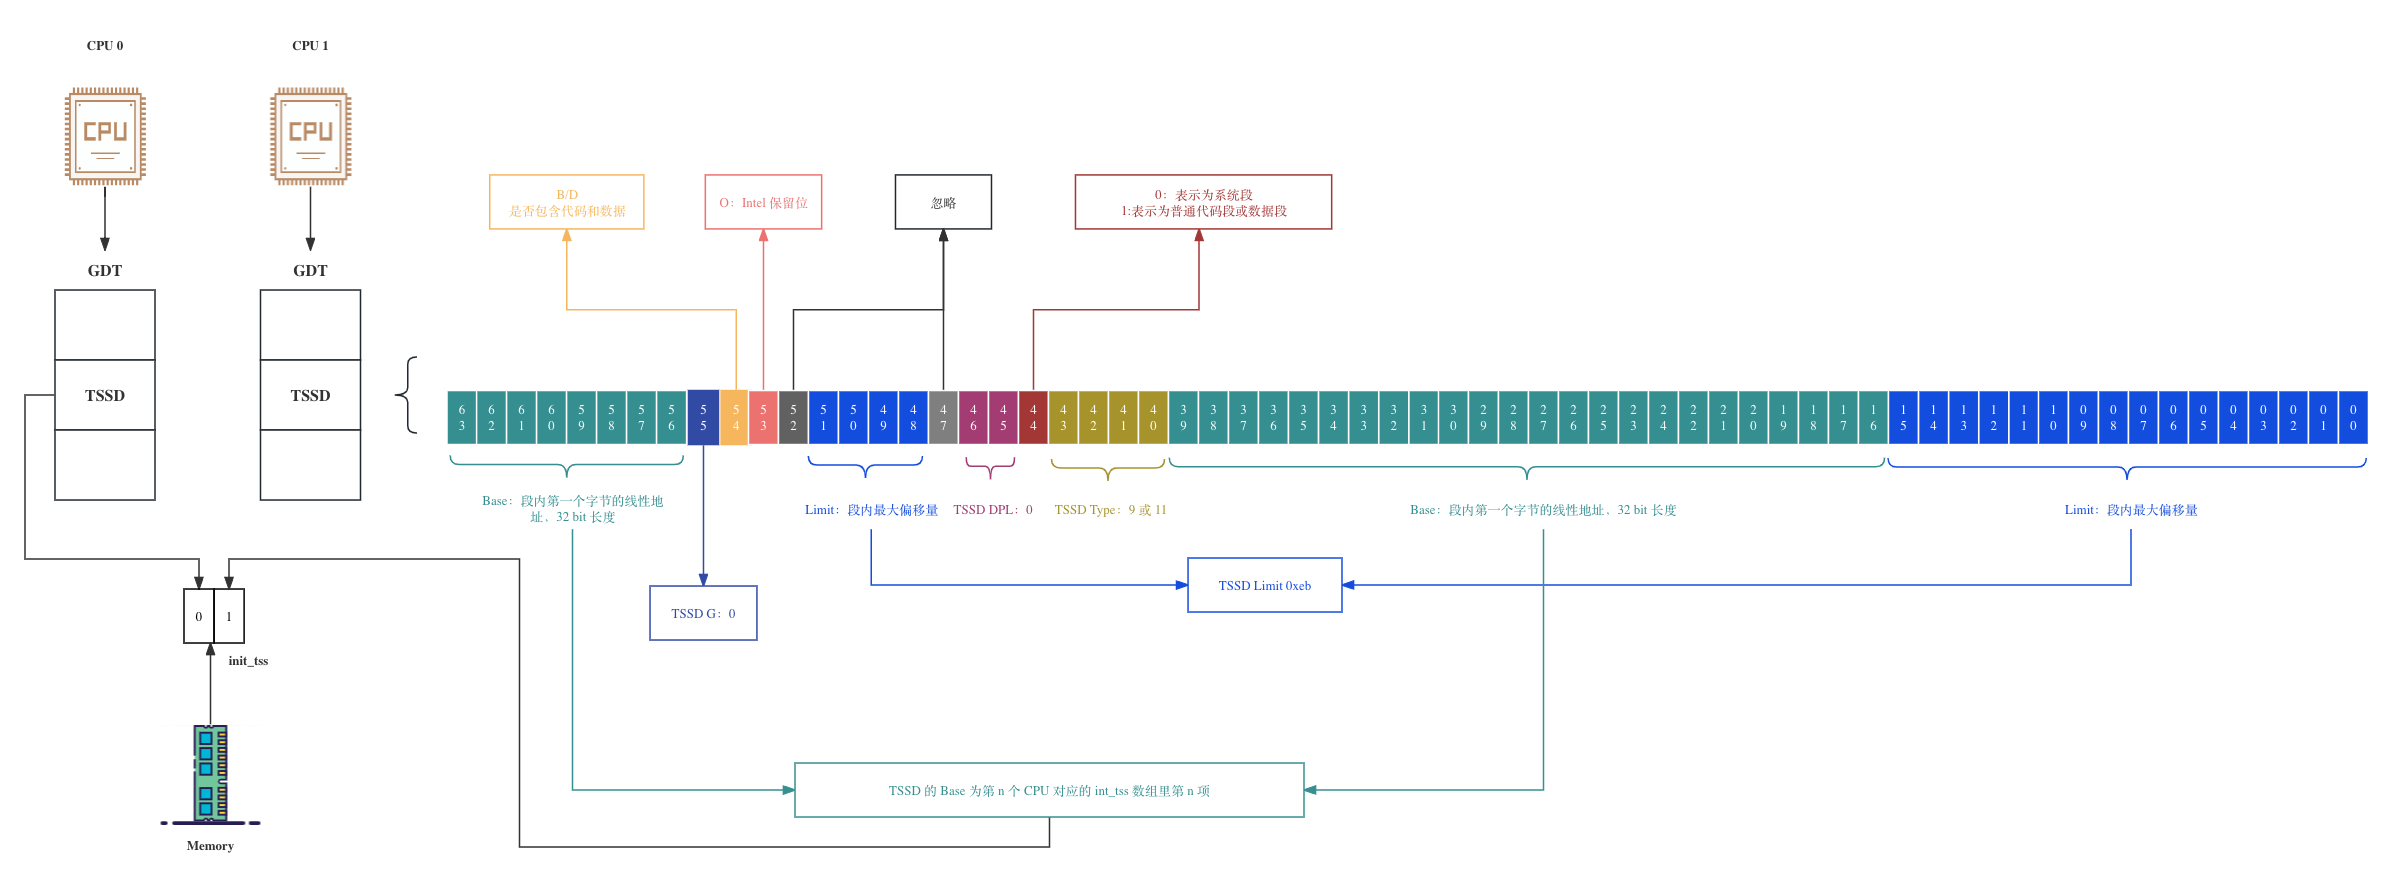 CPU 0
CPU 1
CPU
CPU
GDT
GDT
TSSD
TSSD
B/D
是否包含代码和数据
O：Intel 保留位
忽略
0：表示为系统段
1:表示为普通代码段或数据段
63 62 61 60 59 58 57 56 55 54 53 52 51 50 49 48 47 46 45 44 43 42 41 40 39 38 37 36 35 34 33 32 31 30 29 28 27 26 25 23 24 22 21 20 19 18 17 16 15 14 13 12 11 10 09 08 07 06 05 04 03 02 01 00
Base：段内第一个字节的线性地
址，32 bit 长度
Limit：段内最大偏移量
TSSD DPL：0
TSSD Type：9 或 11
Base：段内第一个字节的线性地址，32 bit 长度
Limit：段内最大偏移量
TSSD G：0
TSSD Limit 0xeb
0
1
init_tss
TSSD 的 Base 为第 n 个 CPU 对应的 int_tss 数组里第 n 项
Memory